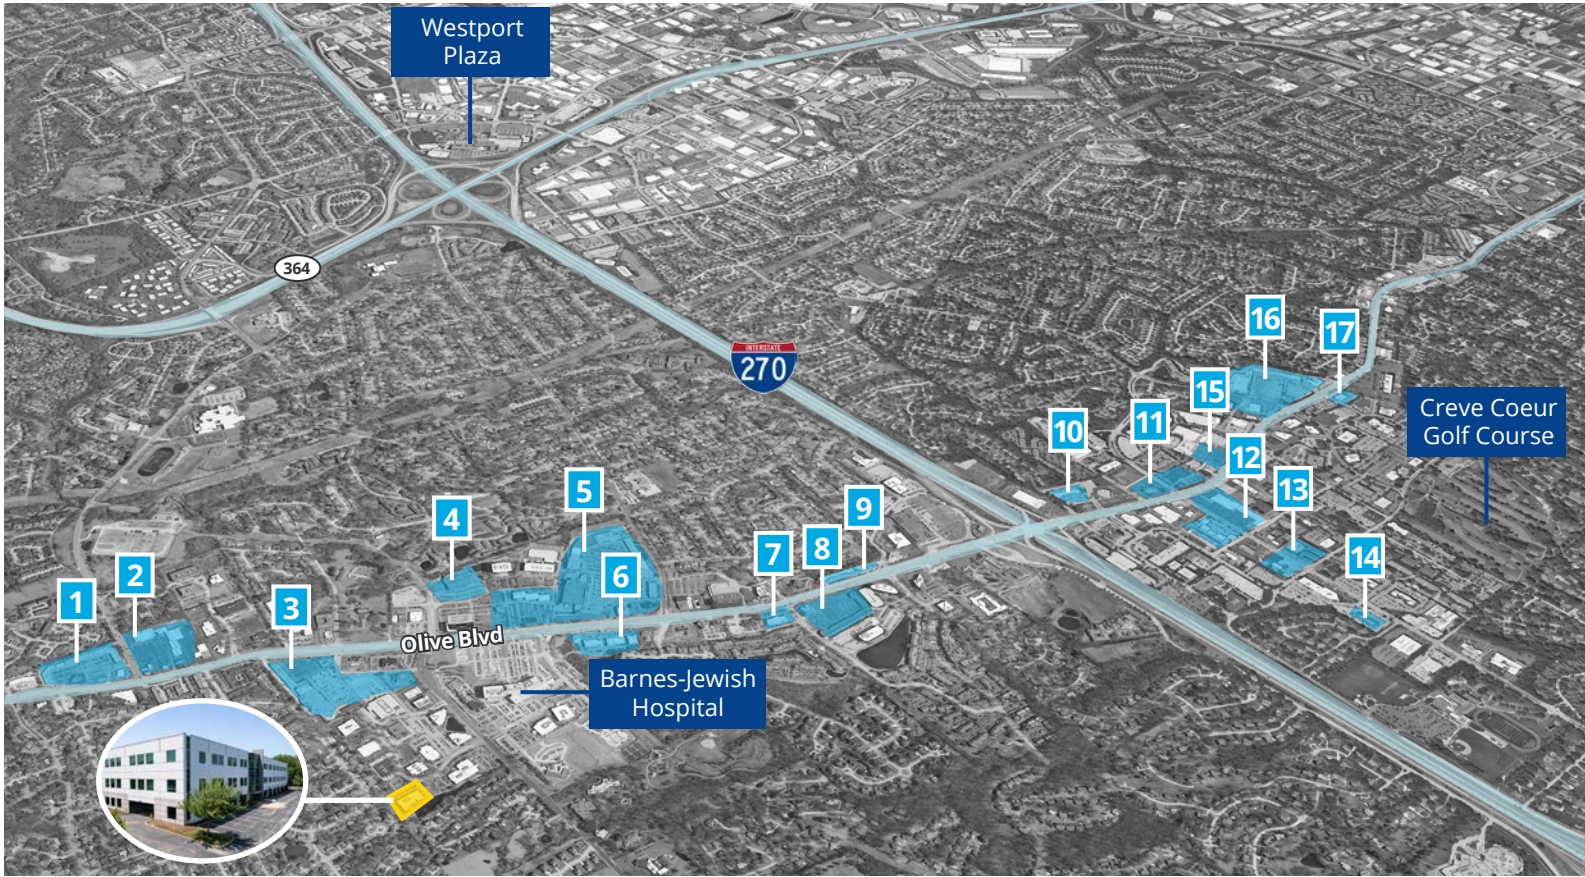 Westport
Plaza
364
INTERSTATE
270
16
17
15
Creve Coeur
Golf Course
10
11
12
13
5
4
9
14
7
8
2
6
1
3
Olive Blvd
Barnes-Jewish
Hospital